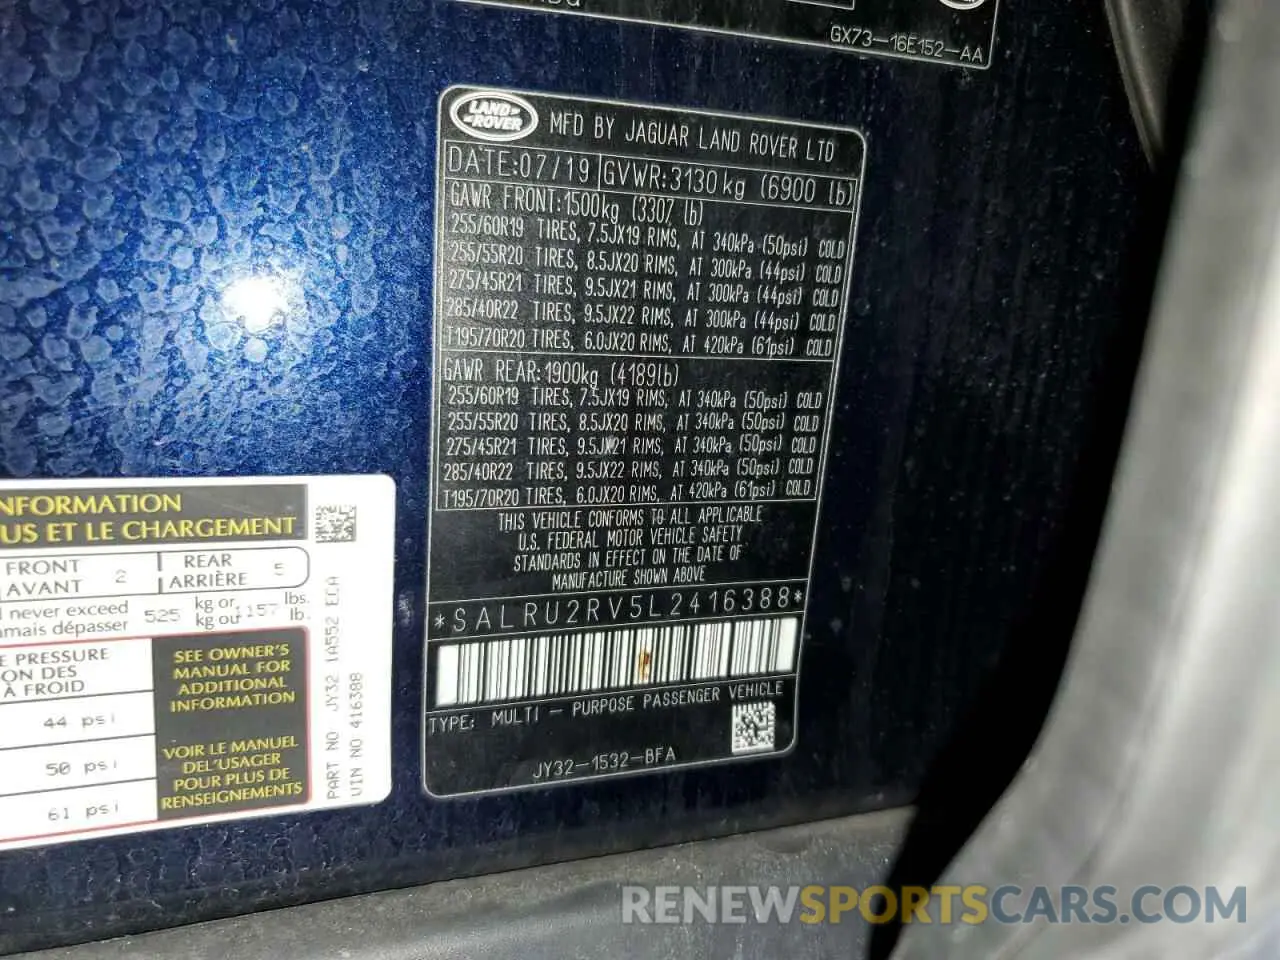 GX73-16E152-AA
LAND ROVER
MFD BY JAGUAR LAND ROVER LTD
DATE:07/19 GVWR:3130 kg (6900 lb)
GAWR FRONT:1500kg (3307 lb)
255/60R19 TIRES, 7.5JX19 RIMS, AT 340kPa (50psi) COLD
255/55R20 TIRES, 8.5JX20 RIMS, AT 300kPa (44psi) COLD
275/45R21 TIRES, 9.5JX21 RIMS, AT 300kPa (44psi) COLD
285/40R22 TIRES, 9.5JX22 RIMS, AT 300kPa (44psi) COLD
T195/70R20 TIRES, 6.0JX20 RIMS, AT 420kPa (61psi) COLD
GAWR REAR:1900kg (4189lb)
255/60R19 TIRES, 7.5JX19 RIMS, AT 340kPa (50psi) COLD
255/55R20 TIRES, 8.5JX20 RIMS, AT 340kPa (50psi) COLD
275/45R21 TIRES, 9.5JX21 RIMS, AT 340kPa (50psi) COLD
285/40R22 TIRES, 9.5JX22 RIMS, AT 340kPa (50psi) COLD
T195/70R20 TIRES, 6.0JX20 RIMS, AT 420kPa (61psi) COLD
THIS VEHICLE CONFORMS TO ALL APPLICABLE
U.S. FEDERAL MOTOR VEHICLE SAFETY
STANDARDS IN EFFECT ON THE DATE OF
MANUFACTURE SHOWN ABOVE
*SALRU2RV5L2416388*
TYPE: MULTI - PURPOSE PASSENGER VEHICLE
JY32-1532-BFA
NFORMATION
US ET LE CHARGEMENT
FRONT 2 REAR 5
AVANT ARRIÈRE
never exceed 525 kg or 1157 lbs.
mais dépasser kg ou lb.
E PRESSURE
ON DES
À FROID
44 psi
50 psi
61 psi
SEE OWNER'S
MANUAL FOR
ADDITIONAL
INFORMATION
VOIR LE MANUEL
DEL'USAGER
POUR PLUS DE
RENSEIGNEMENTS
PART NO JY32 1A552 ECA
VIN NO 416388
RENEWSPORTSCARS.COM